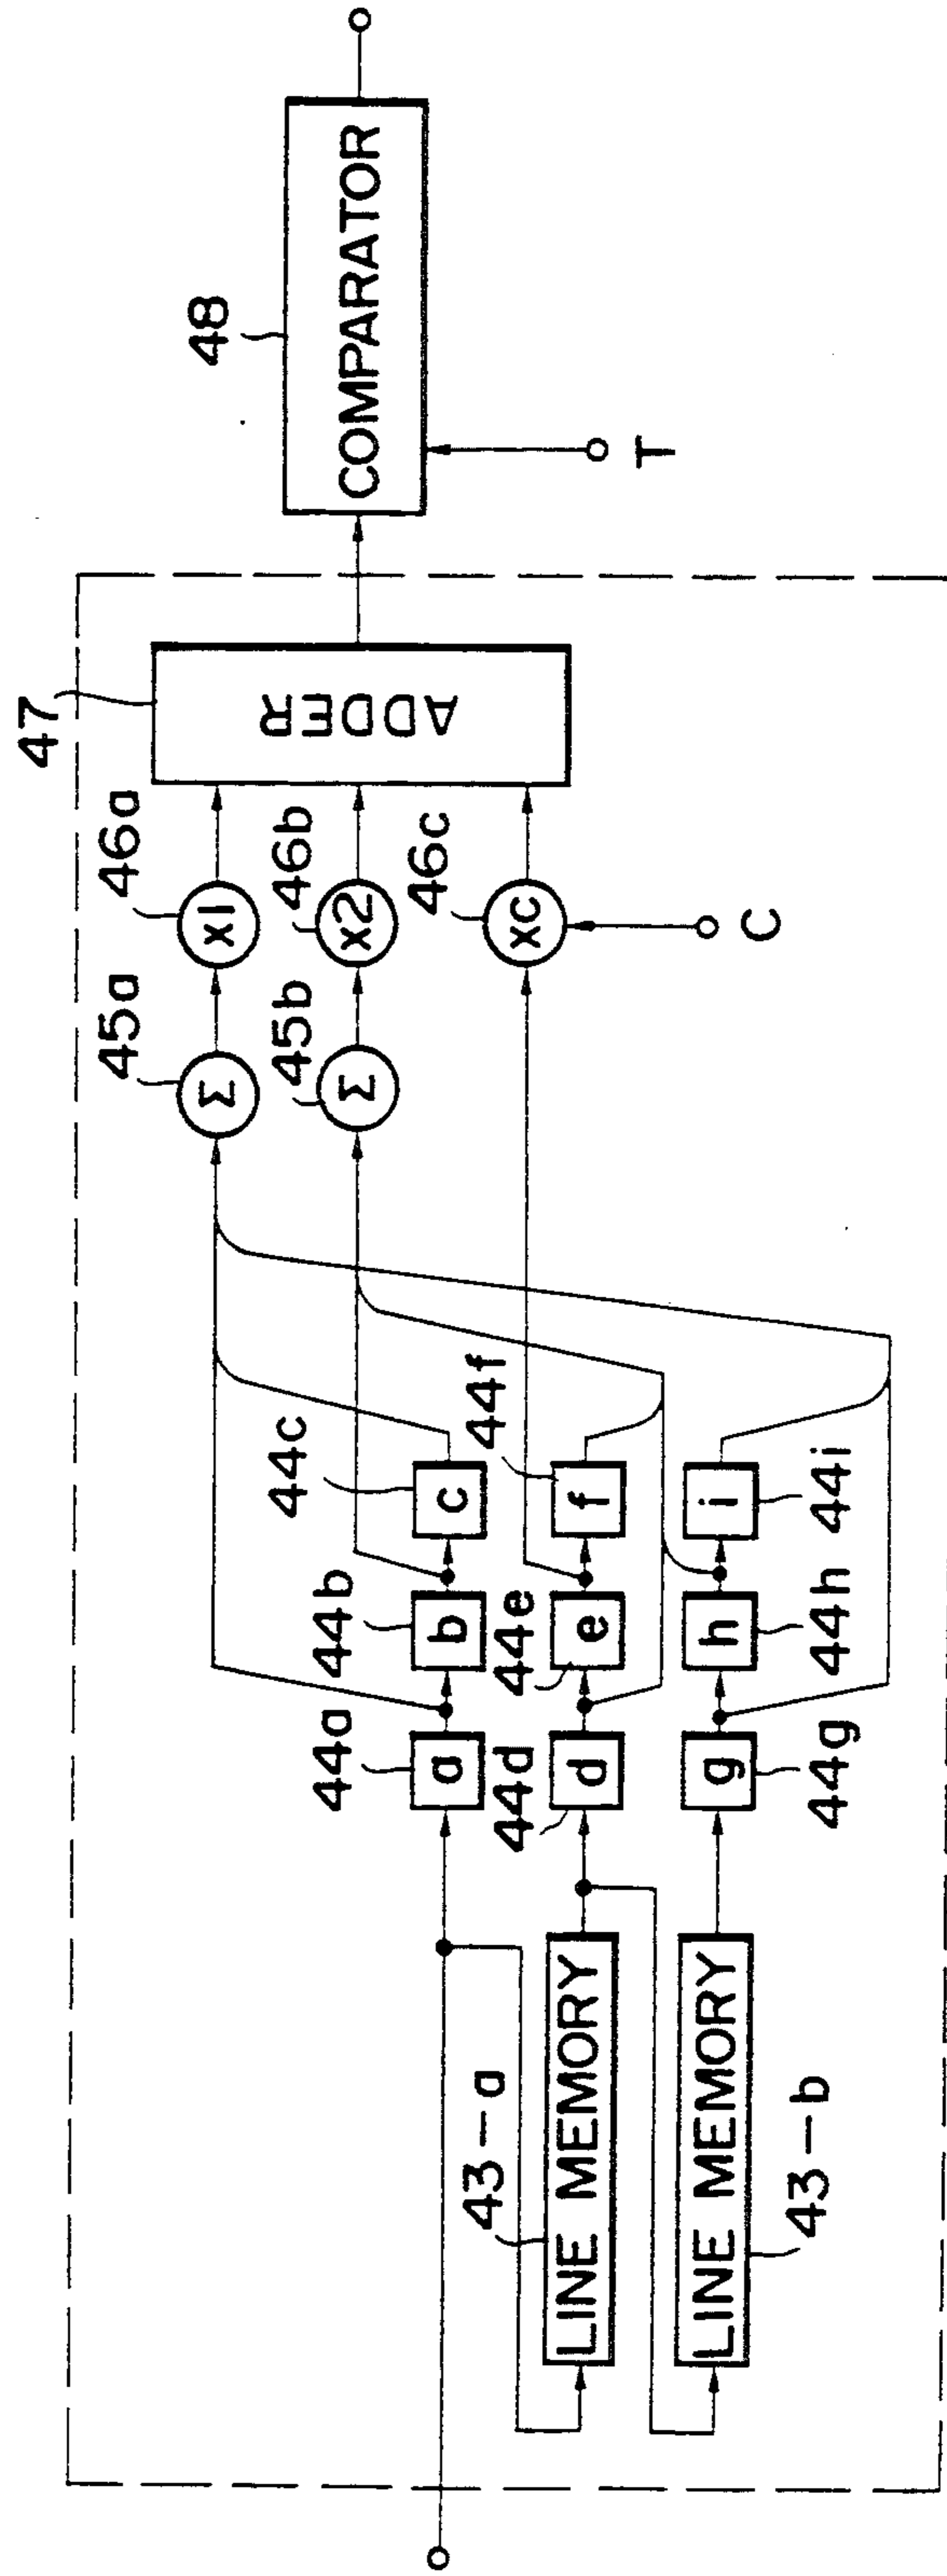 47
48
45a
46a
Σ
x1
ADDER
COMPARATOR
45b
46b
Σ
x2
46c
xC
C
T
44a
44b
44c
a
b
c
43-a
44d
44e
44f
LINE MEMORY
d
e
f
LINE MEMORY
g
h
i
43-b
44g
44h
44i